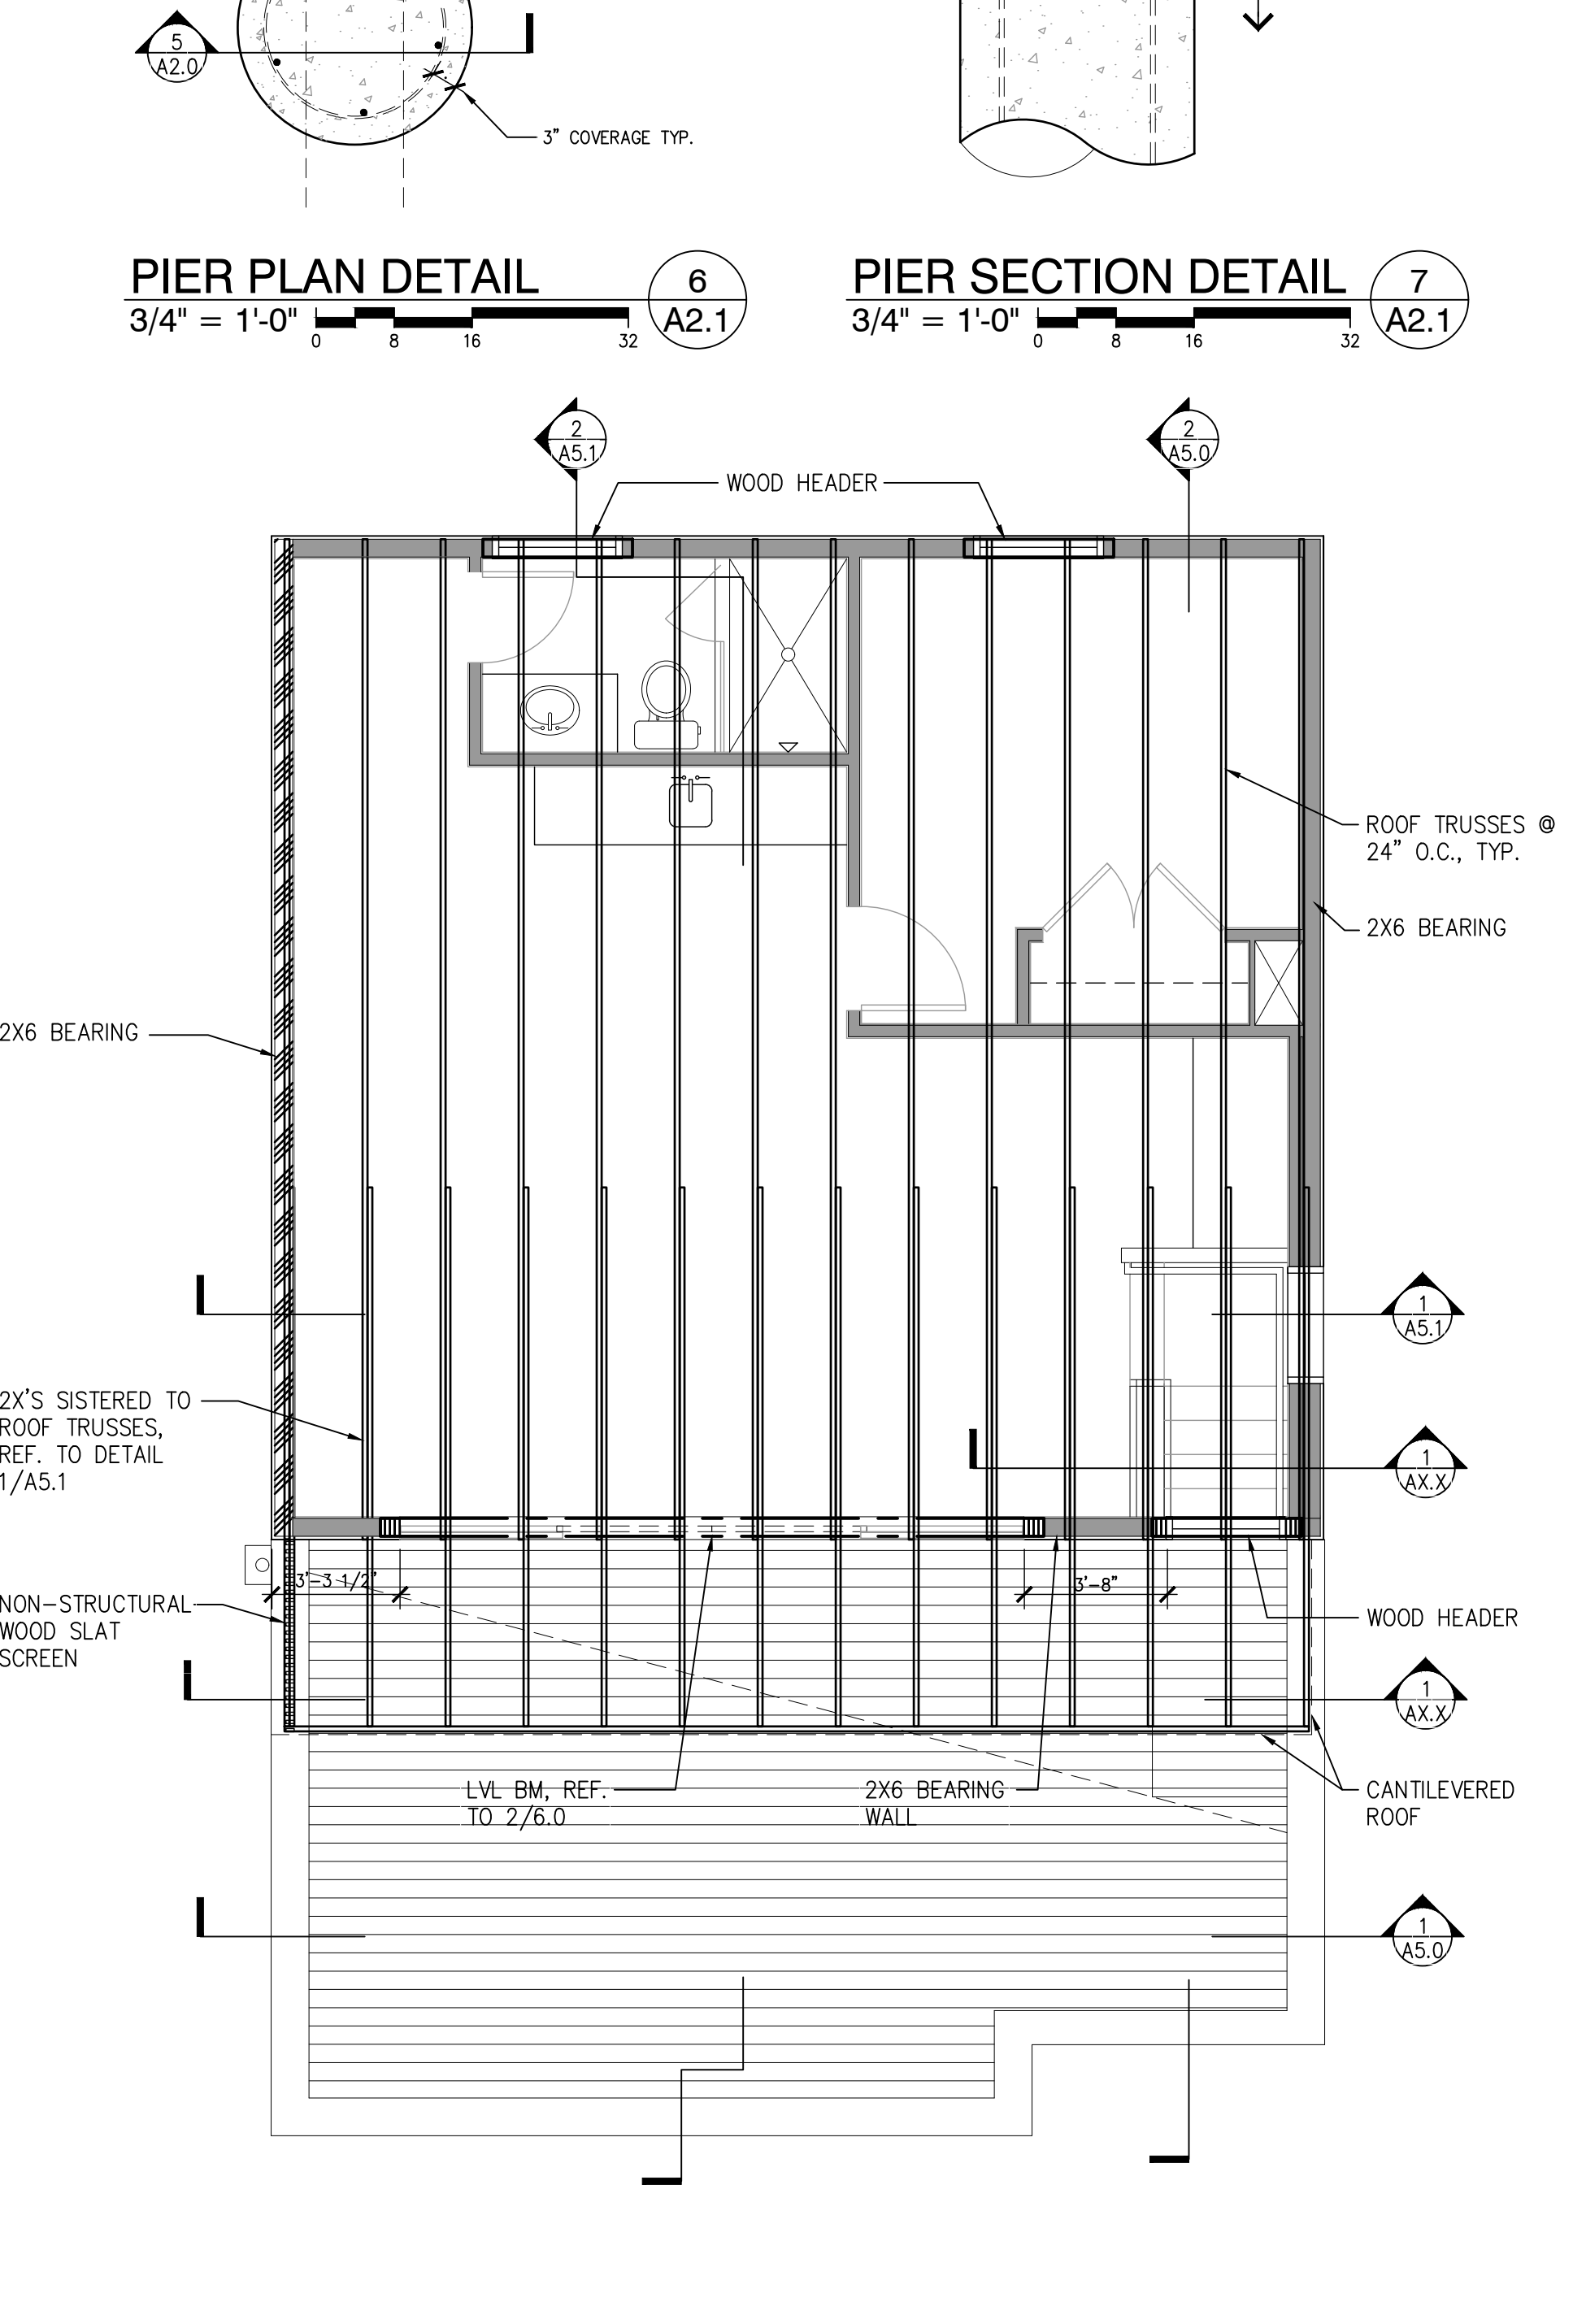 5
A2.0
3" COVERAGE TYP.
PIER PLAN DETAIL
3/4" = 1'-0"
0 8 16 32
6
A2.1
PIER SECTION DETAIL
3/4" = 1'-0"
0 8 16 32
7
A2.1
2
A5.1
2
A5.0
WOOD HEADER
ROOF TRUSSES @
24" O.C., TYP.
2X6 BEARING
2X6 BEARING
1
A5.1
2X'S SISTERED TO
ROOF TRUSSES,
REF. TO DETAIL
1/A5.1
1
AX.X
3'-3 1/2"
3'-8"
NON-STRUCTURAL
WOOD SLAT
SCREEN
WOOD HEADER
1
AX.X
LVL BM, REF.
TO 2/6.0
2X6 BEARING
WALL
CANTILEVERED
ROOF
1
A5.0